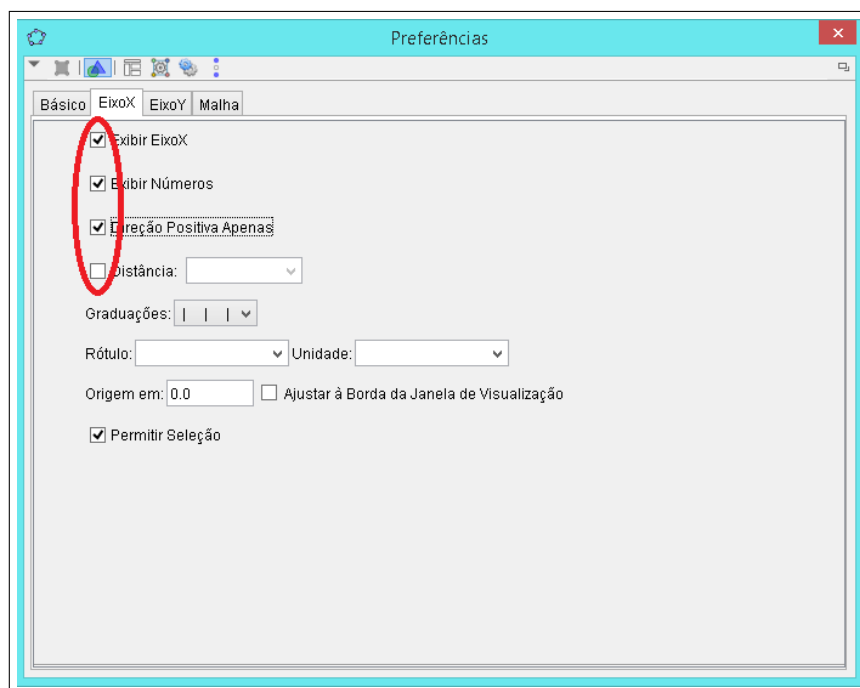 Preferências
Básico EixoX EixoY Malha
Exibir EixoX
Exibir Números
Direção Positiva Apenas
Distância:
Graduações: | | |
Rótulo: Unidade:
Origem em: 0.0 Ajustar à Borda da Janela de Visualização
Permitir Seleção